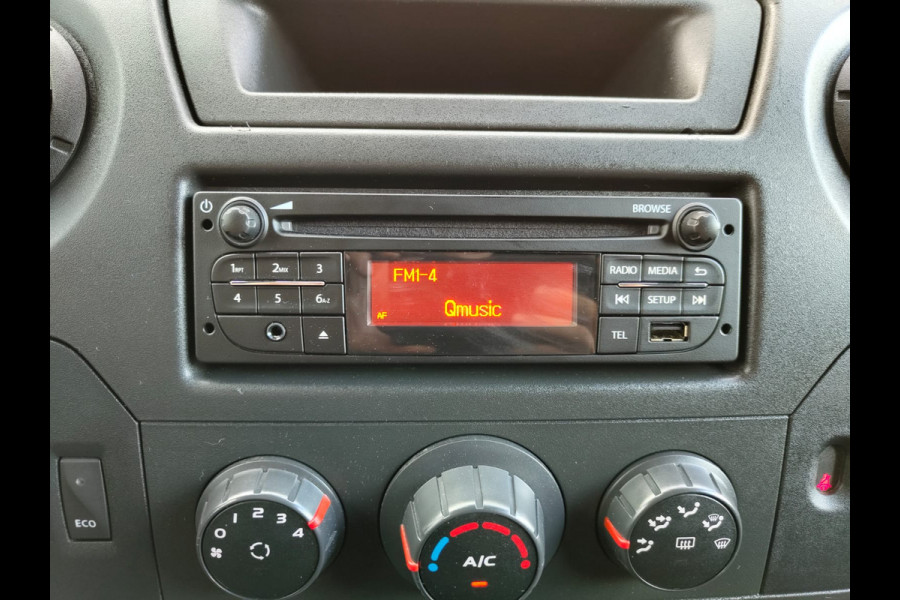 BROWSE
1RPT 2MIX 3
4 5 6A-Z
FM1-4
Qmusic
AF
RADIO MEDIA
SETUP
TEL
ECO
0 1 2 3 4
A/C